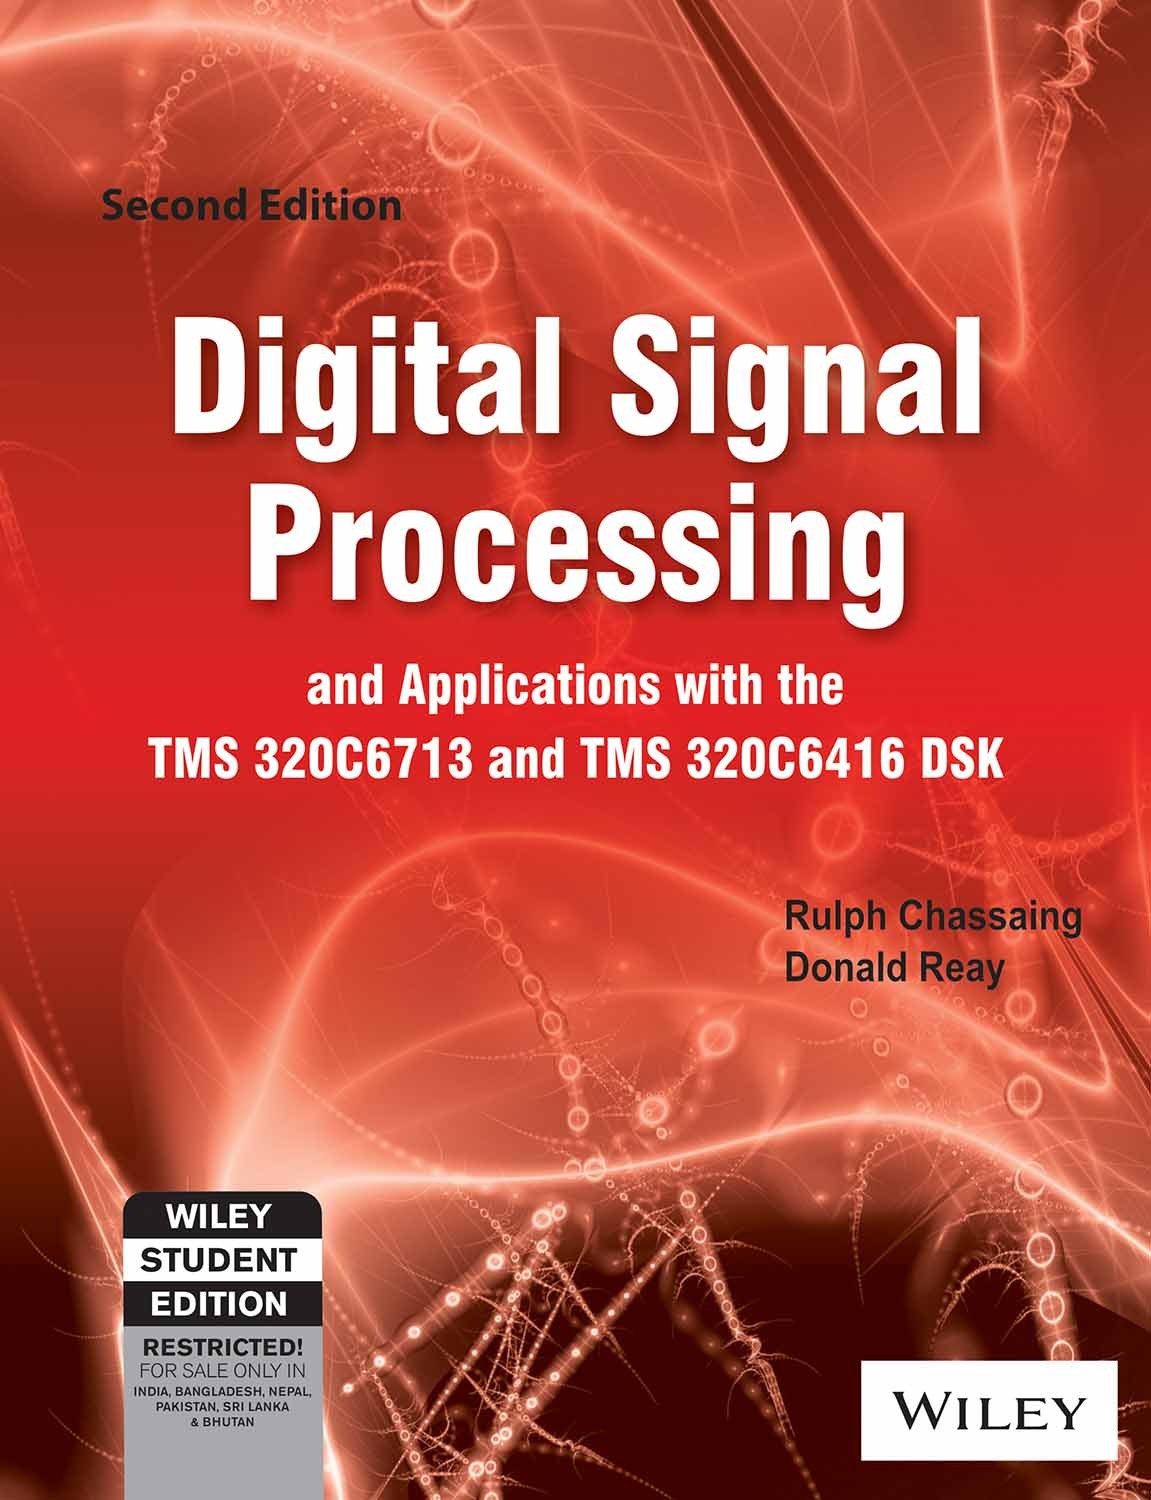 Second Edition
Digital Signal
Processing
and Applications with the
TMS 320C6713 and TMS 320C6416 DSK
Rulph Chassaing
Donald Reay
WILEY
STUDENT
EDITION
RESTRICTED!
FOR SALE ONLY IN
INDIA, BANGLADESH, NEPAL,
PAKISTAN, SRI LANKA
& BHUTAN
WILEY